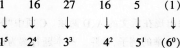 1 16 27 16 5 (1)
↓ ↓ ↓ ↓ ↓ ↓
1⁵ 2⁴ 3³ 4² 5¹ (6⁰)